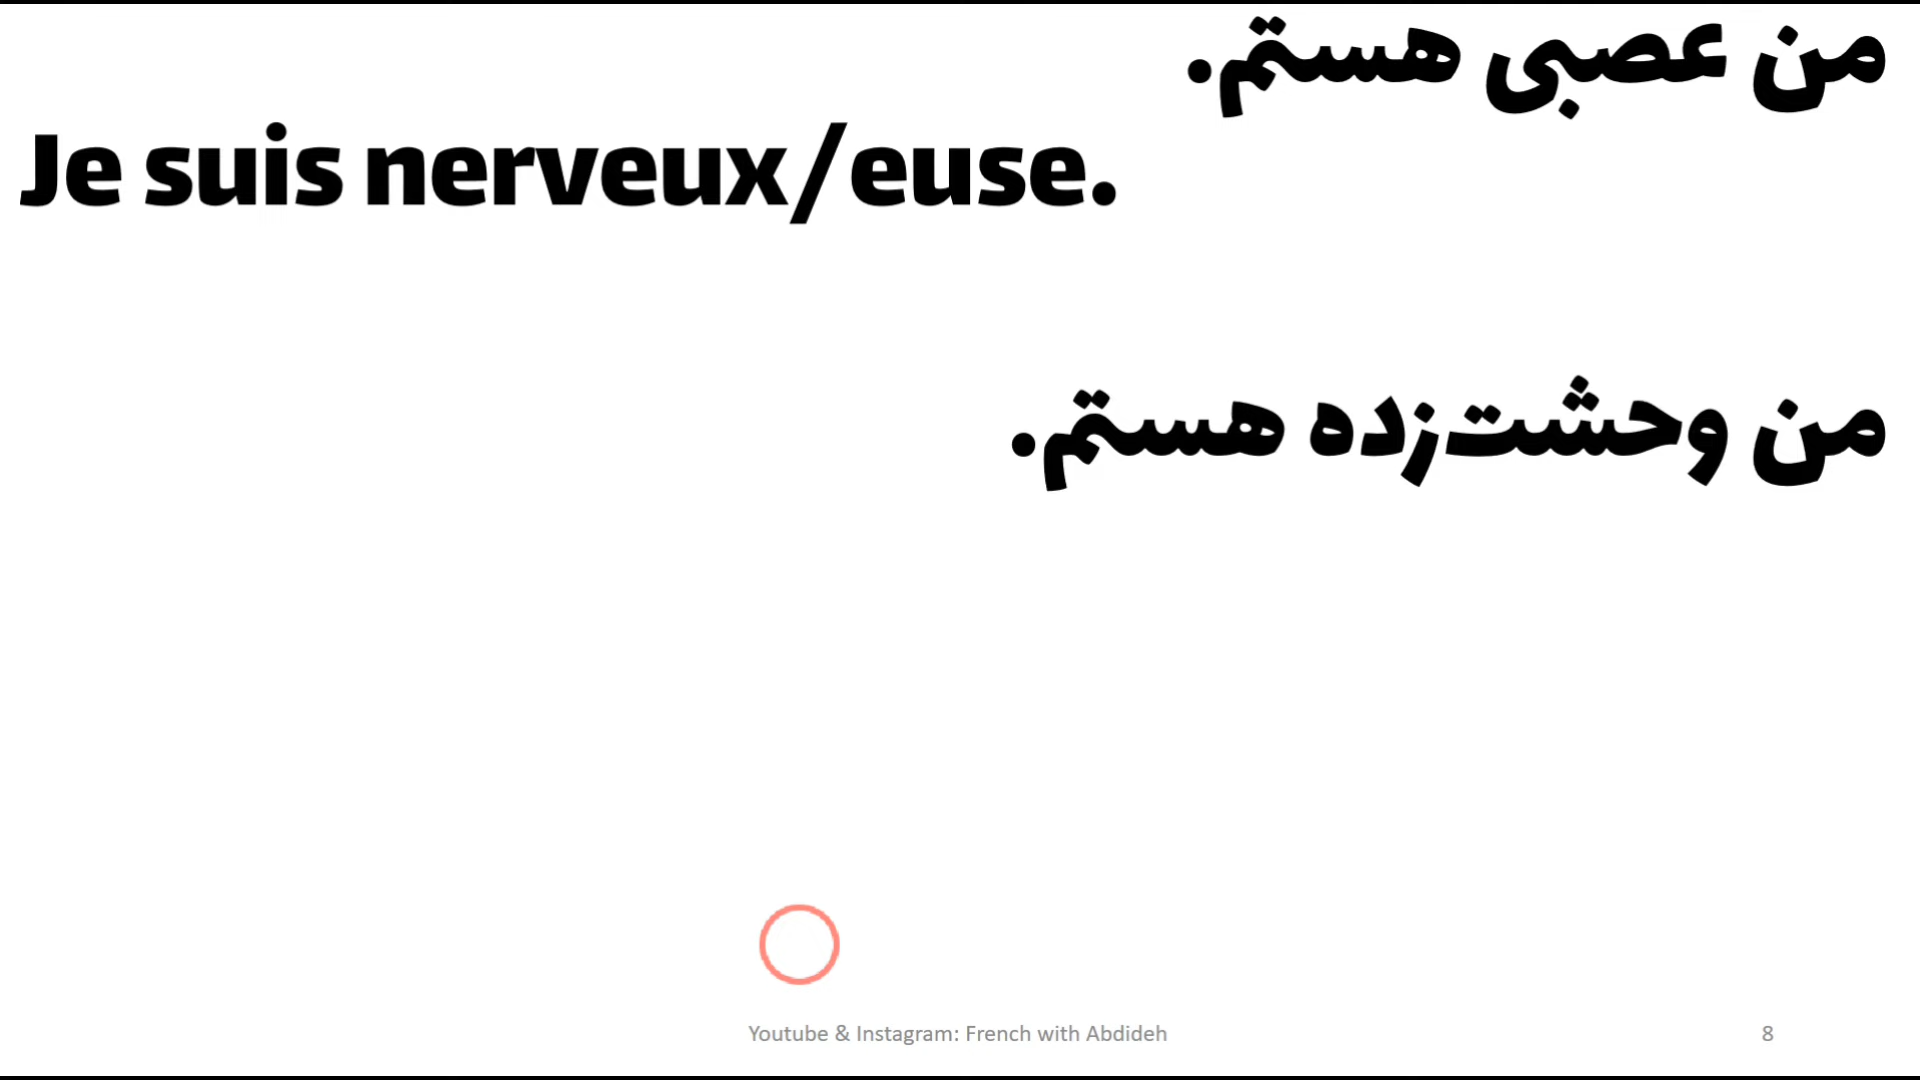 من عصبی هستم.
Je suis nerveux/euse.
من وحشت‌زده هستم.
Youtube & Instagram: French with Abdideh
8